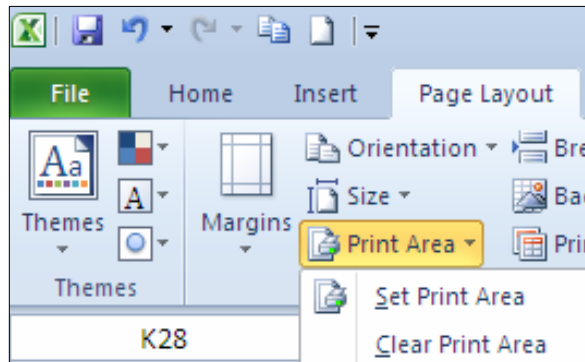 File Home Insert Page Layout
Aa
Orientation
A
Size
Themes
Margins
Print Area
Themes
Set Print Area
K28
Clear Print Area